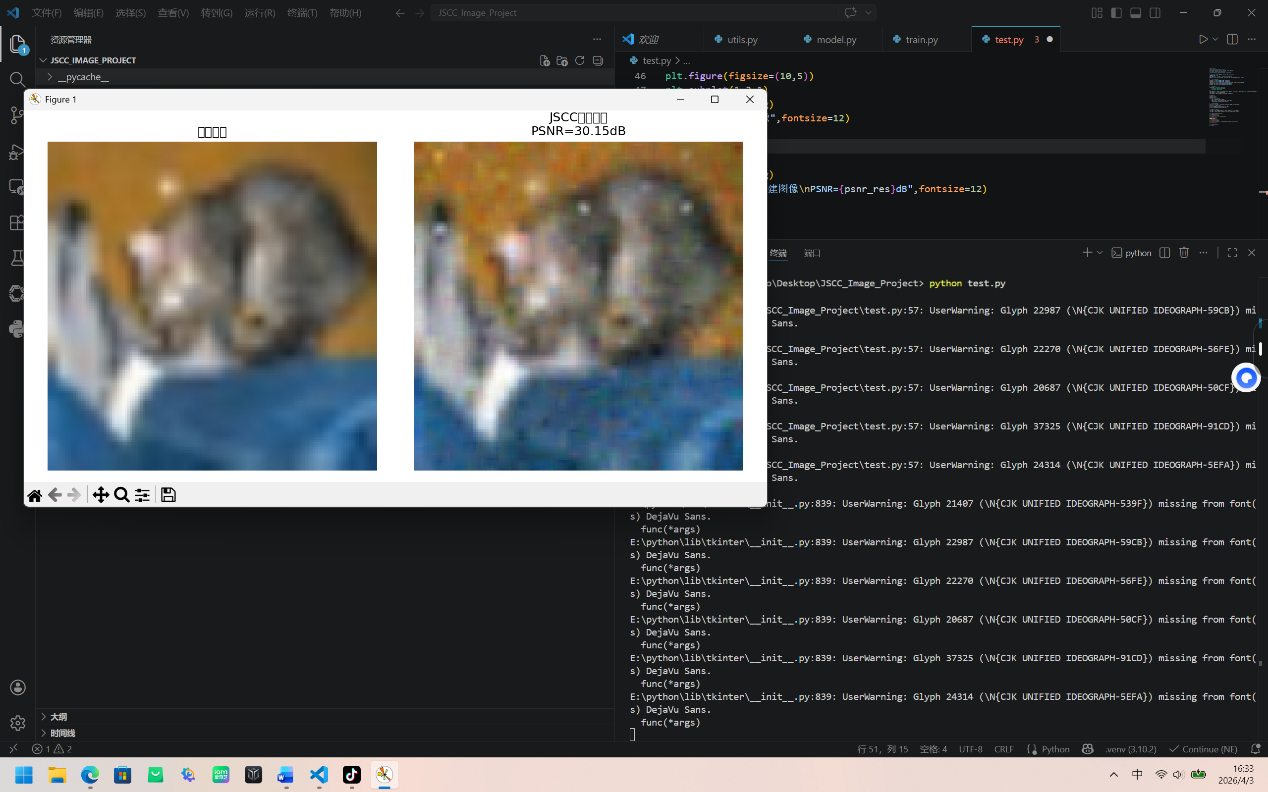 文件(F) 编辑(E) 选择(S) 查看(V) 转到(G) 运行(R) 终端(T) 帮助(H)
JSCC Image Project
资源管理器
JSCC_IMAGE_PROJECT
__pycache__
欢迎
utils.py
model.py
train.py
test.py 3
test.py > ...
46 plt.figure(figsize=(10,5))
",fontsize=12)
建图像\nPSNR={psnr_res}dB",fontsize=12)
Figure 1
JSCC□□□□
PSNR=30.15dB
□□□□
终端 端口
python
p\Desktop\JSCC_Image_Project> python test.py
SCC_Image_Project\test.py:57: UserWarning: Glyph 22987 (\N{CJK UNIFIED IDEOGRAPH-59CB}) mi
Sans.
SCC_Image_Project\test.py:57: UserWarning: Glyph 22270 (\N{CJK UNIFIED IDEOGRAPH-56FE}) mi
Sans.
SCC_Image_Project\test.py:57: UserWarning: Glyph 20687 (\N{CJK UNIFIED IDEOGRAPH-50CF})
Sans.
SCC_Image_Project\test.py:57: UserWarning: Glyph 37325 (\N{CJK UNIFIED IDEOGRAPH-91CD}) mi
Sans.
SCC_Image_Project\test.py:57: UserWarning: Glyph 24314 (\N{CJK UNIFIED IDEOGRAPH-5EFA}) mi
Sans.
E:\python\lib\tkinter\__init__.py:839: UserWarning: Glyph 21407 (\N{CJK UNIFIED IDEOGRAPH-539F}) missing from font(
s) DejaVu Sans.
func(*args)
E:\python\lib\tkinter\__init__.py:839: UserWarning: Glyph 22987 (\N{CJK UNIFIED IDEOGRAPH-59CB}) missing from font(
s) DejaVu Sans.
func(*args)
E:\python\lib\tkinter\__init__.py:839: UserWarning: Glyph 22270 (\N{CJK UNIFIED IDEOGRAPH-56FE}) missing from font(
s) DejaVu Sans.
func(*args)
E:\python\lib\tkinter\__init__.py:839: UserWarning: Glyph 20687 (\N{CJK UNIFIED IDEOGRAPH-50CF}) missing from font(
s) DejaVu Sans.
func(*args)
E:\python\lib\tkinter\__init__.py:839: UserWarning: Glyph 37325 (\N{CJK UNIFIED IDEOGRAPH-91CD}) missing from font(
s) DejaVu Sans.
func(*args)
E:\python\lib\tkinter\__init__.py:839: UserWarning: Glyph 24314 (\N{CJK UNIFIED IDEOGRAPH-5EFA}) missing from font(
s) DejaVu Sans.
func(*args)
大纲
时间线
1 2
行 51，列 15 空格: 4 UTF-8 CRLF Python .venv (3.10.2) Continue (NE)
中
16:33
2026/4/3